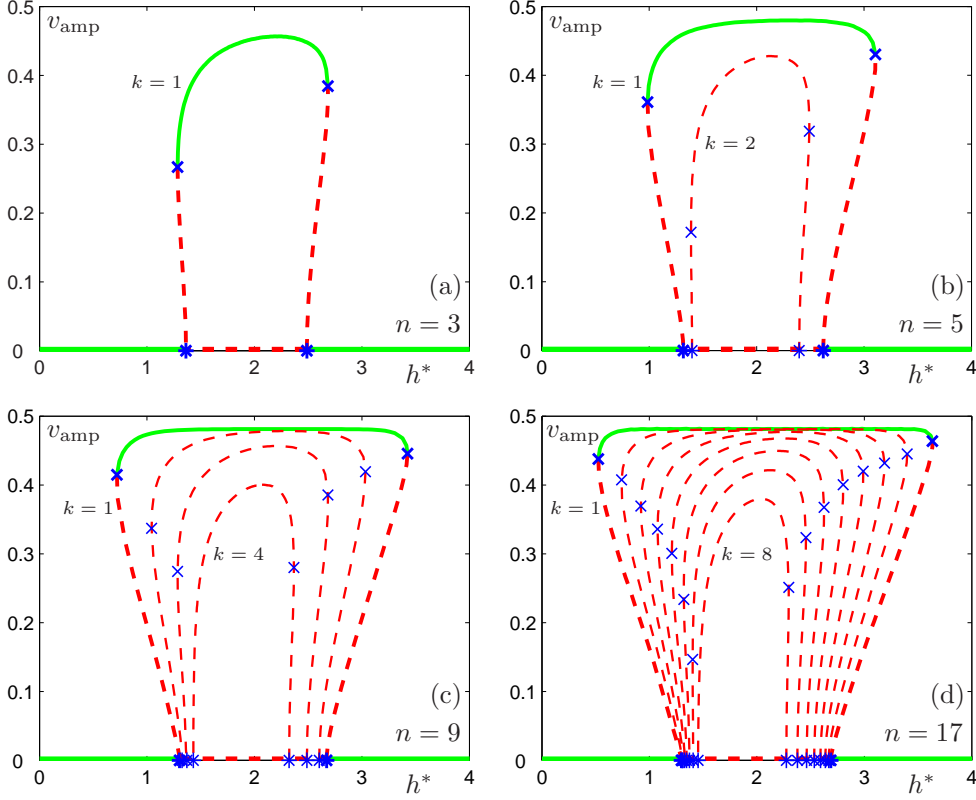 v_amp
0.5
0.4
0.3
0.2
0.1
0
k = 1
(a)
n = 3
0 1 2 3 h* 4
v_amp
0.5
0.4
0.3
0.2
0.1
0
k = 1
k = 2
(b)
n = 5
0 1 2 3 h* 4
v_amp
0.5
0.4
0.3
0.2
0.1
0
k = 1
k = 4
(c)
n = 9
0 1 2 3 h* 4
v_amp
0.5
0.4
0.3
0.2
0.1
0
k = 1
k = 8
(d)
n = 17
0 1 2 3 h* 4